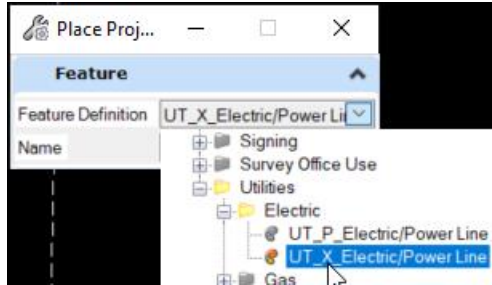 Place Proj...
Feature
Feature Definition UT_X_Electric/Power Li
Name
Signing
Survey Office Use
Utilities
Electric
UT_P_Electric/Power Line
UT_X_Electric/Power Line
Gas